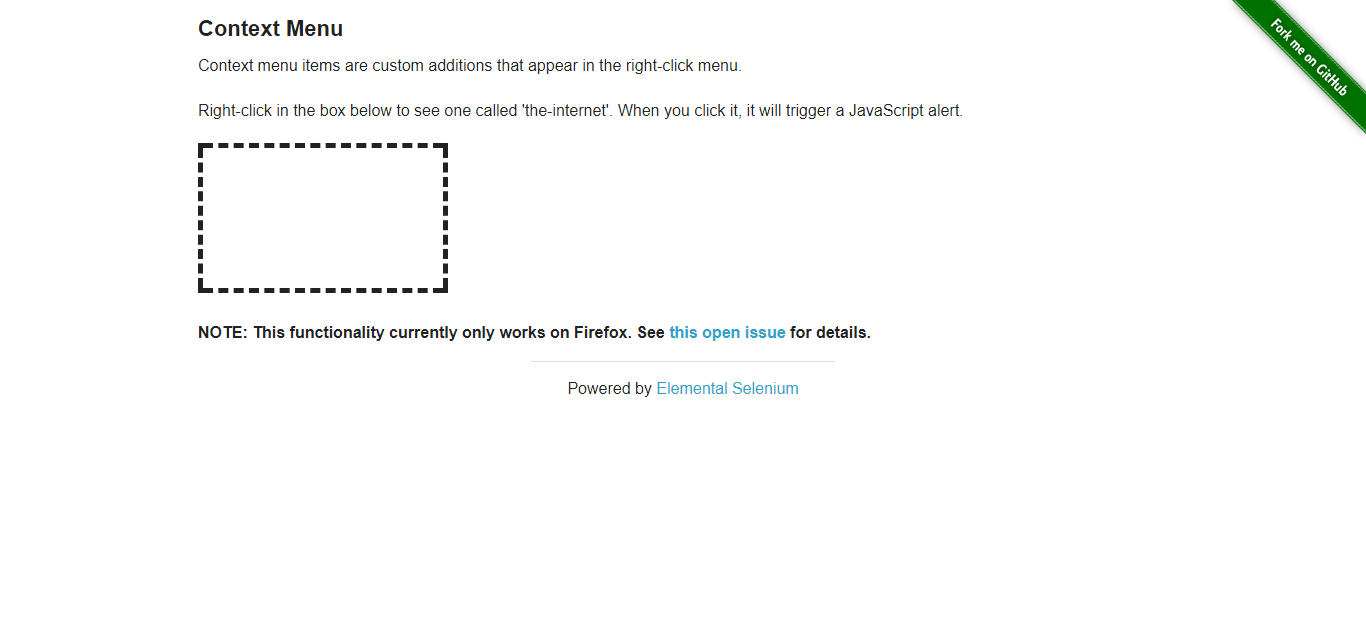 Context Menu
Fork me on GitHub
Context menu items are custom additions that appear in the right-click menu.
Right-click in the box below to see one called 'the-internet'. When you click it, it will trigger a JavaScript alert.
NOTE: This functionality currently only works on Firefox. See this open issue for details.
Powered by Elemental Selenium